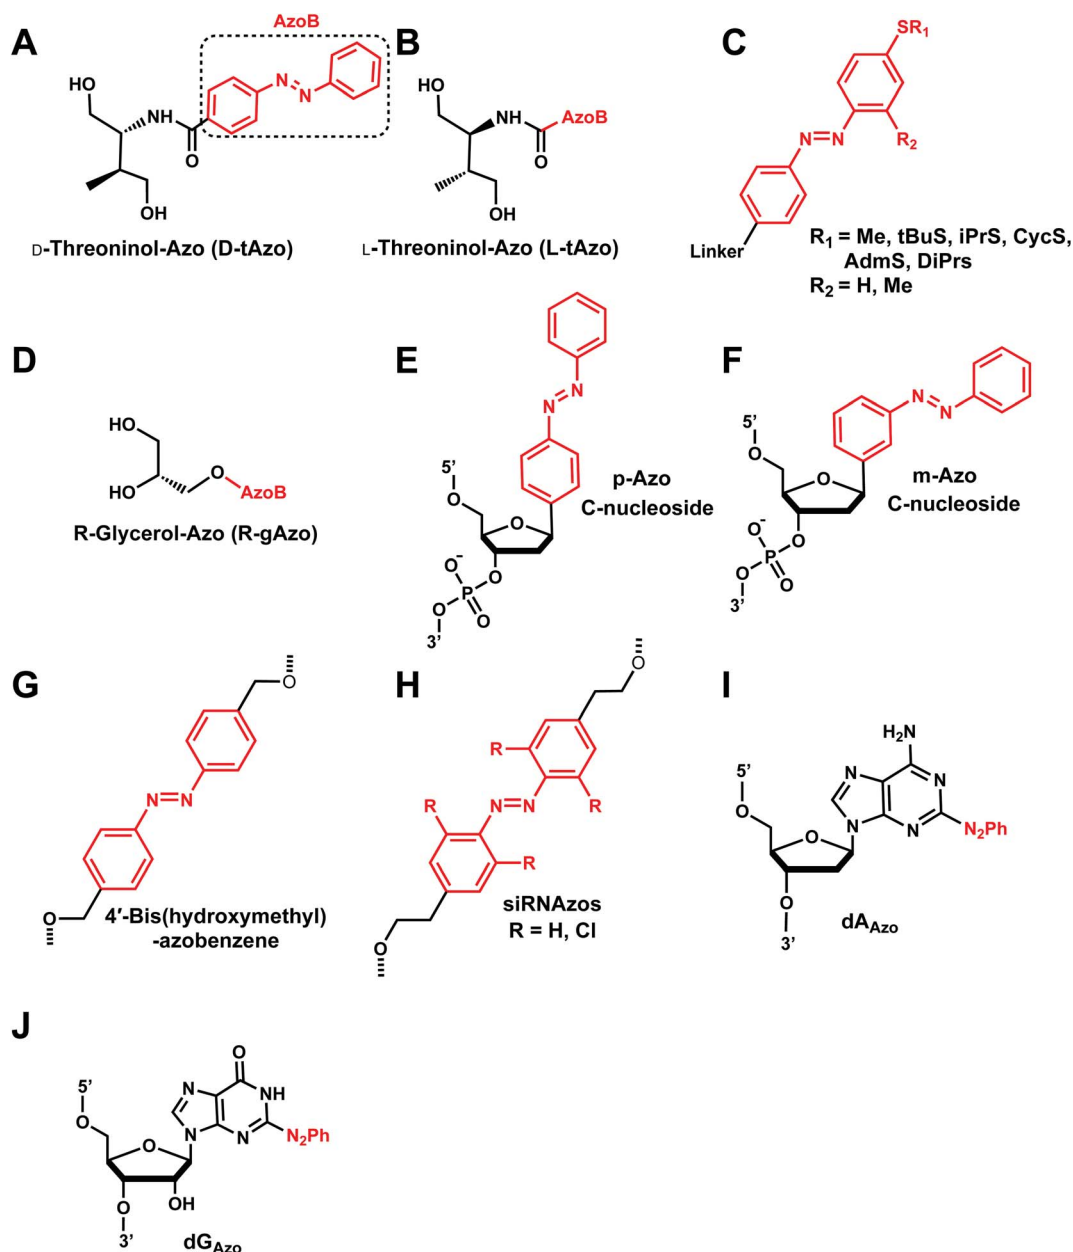 A
AzoB
HO
NH
N
N
O
OH
D-Threoninol-Azo (D-tAzo)
B
HO
NH
AzoB
O
OH
L-Threoninol-Azo (L-tAzo)
C
SR1
N=N
R2
Linker
R1 = Me, tBuS, iPrS, CycS,
AdmS, DiPrs
R2 = H, Me
D
HO
HO
O
AzoB
R-Glycerol-Azo (R-gAzo)
E
N
N
5’
O
O
O−
P
O
O
O
3’
p-Azo
C-nucleoside
F
N
N
5’
O
O
O−
P
O
O
O
3’
m-Azo
C-nucleoside
G
O
N=N
O
4′-Bis(hydroxymethyl)
-azobenzene
H
O
R
R
R
R
N=N
O
siRNAzos
R = H, Cl
I
H2N
N
N
N
N
N2Ph
5’
O
O
O
3’
dAAzo
J
O
N
NH
N
N
N2Ph
5’
O
O
O
OH
3’
dGAzo